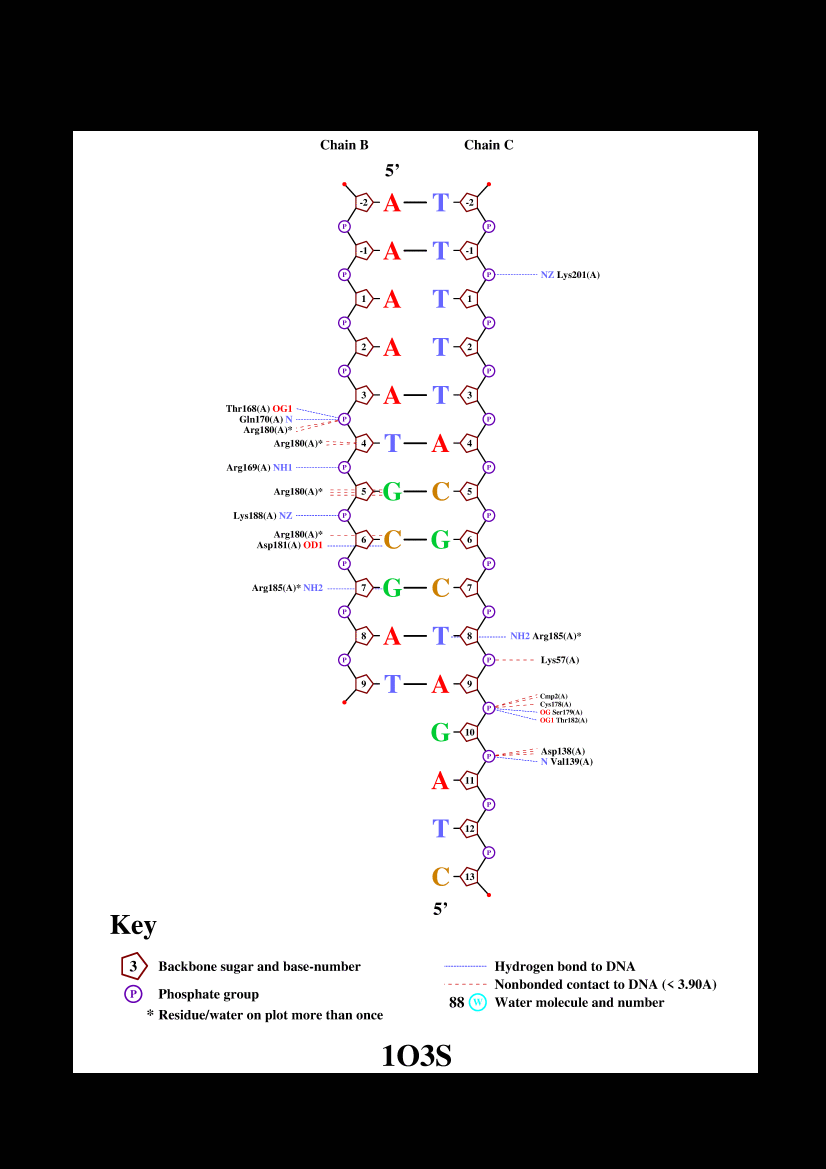 Chain B Chain C
5’
-2 A T -2
P P
-1 A T -1
P P NZ Lys201(A)
1 A T 1
P P
2 A T 2
P P
3 A T 3
Thr168(A) OG1
Gln170(A) N P P
Arg180(A)*
Arg180(A)* 4 T A 4
Arg169(A) NH1 P P
Arg180(A)* 5 G C 5
Lys188(A) NZ P P
Arg180(A)*
6 C G 6
Asp181(A) OD1
P P
Arg185(A)* NH2 7 G C 7
P P
8 A T 8 NH2 Arg185(A)*
P P Lys57(A)
9 T A 9
Cmp2(A)
P Cys178(A)
OG Ser179(A)
OG1 Thr182(A)
G 10
Asp138(A)
P
N Val139(A)
A 11
P
T 12
P
C 13
5’
Key
3 Backbone sugar and base-number
P Phosphate group
* Residue/water on plot more than once
Hydrogen bond to DNA
Nonbonded contact to DNA (< 3.90A)
88 W Water molecule and number
1O3S